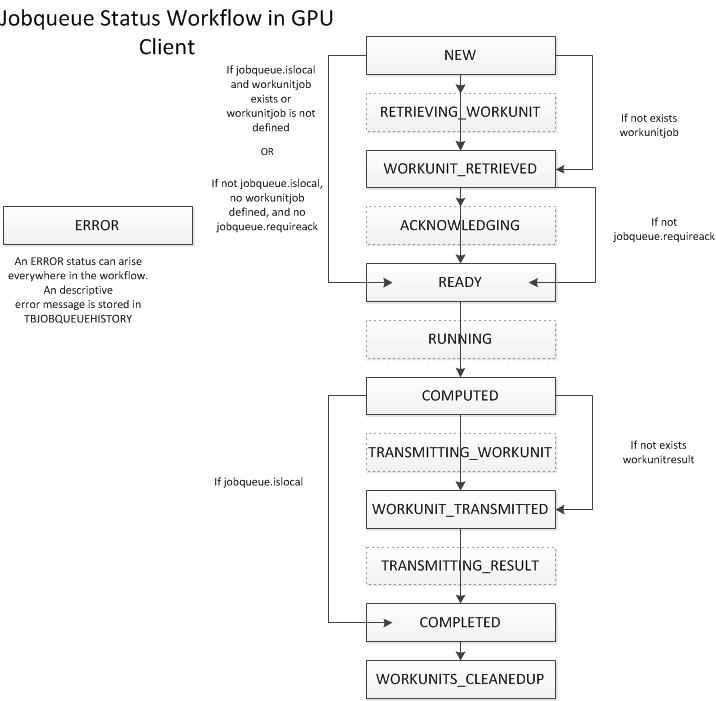 Jobqueue Status Workflow in GPU
Client
If jobqueue.islocal
and workunitjob
exists or
workunitjob is not
defined
OR
If not jobqueue.islocal,
no workunitjob
defined, and no
jobqueue.requireack
NEW
RETRIEVING_WORKUNIT
If not exists
workunitjob
WORKUNIT_RETRIEVED
ERROR
An ERROR status can arise
everywhere in the workflow.
An descriptive
error message is stored in
TBJOBQUEUEHISTORY
ACKNOWLEDGING
If not
jobqueue.requireack
READY
RUNNING
COMPUTED
TRANSMITTING_WORKUNIT
If not exists
workunitresult
If jobqueue.islocal
WORKUNIT_TRANSMITTED
TRANSMITTING_RESULT
COMPLETED
WORKUNITS_CLEANEDUP